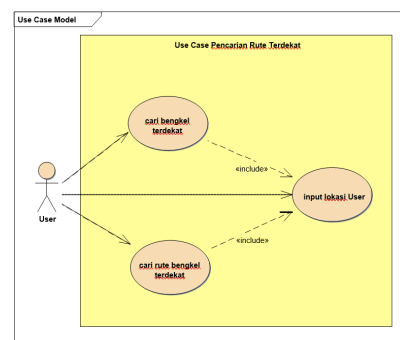 Use Case Model
Use Case Pencarian Rute Terdekat
cari bengkel
terdekat
«include»
input lokasi User
User
«include»
cari rute bengkel
terdekat